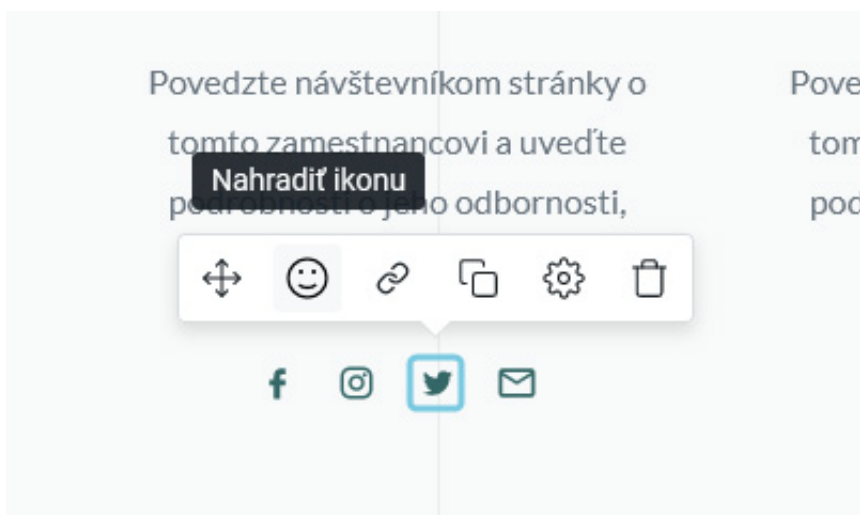 Povedzte návštevníkom stránky o
tomto zamestnancovi a uveďte
Nahradiť ikonu
podrobnosti o jeho odbornosti,
Pove
tom
pod